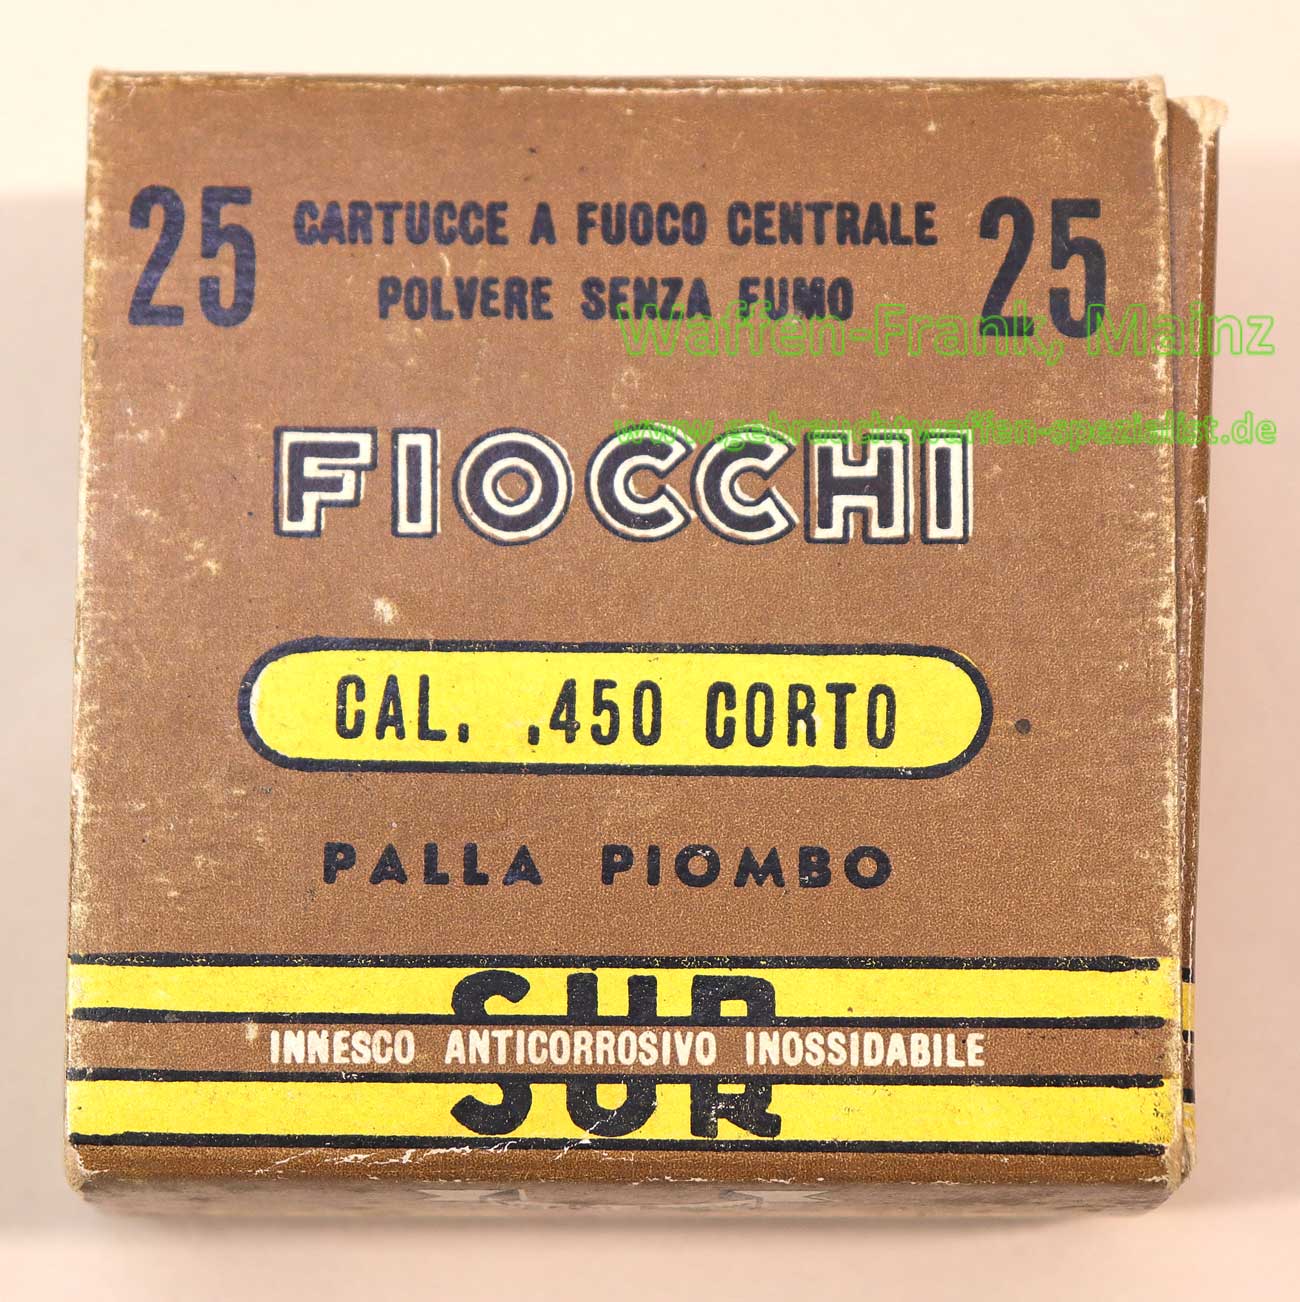 25 CARTUCCE A FUOCO CENTRALE 25
POLVERE SENZA FUMO
Waffen-Frank, Mainz
www.gebrauchtwaffen-spezialist.de
FIOCCHI
CAL. .450 CORTO
PALLA PIOMBO
SUR
INNESCO ANTICORROSIVO INOSSIDABILE